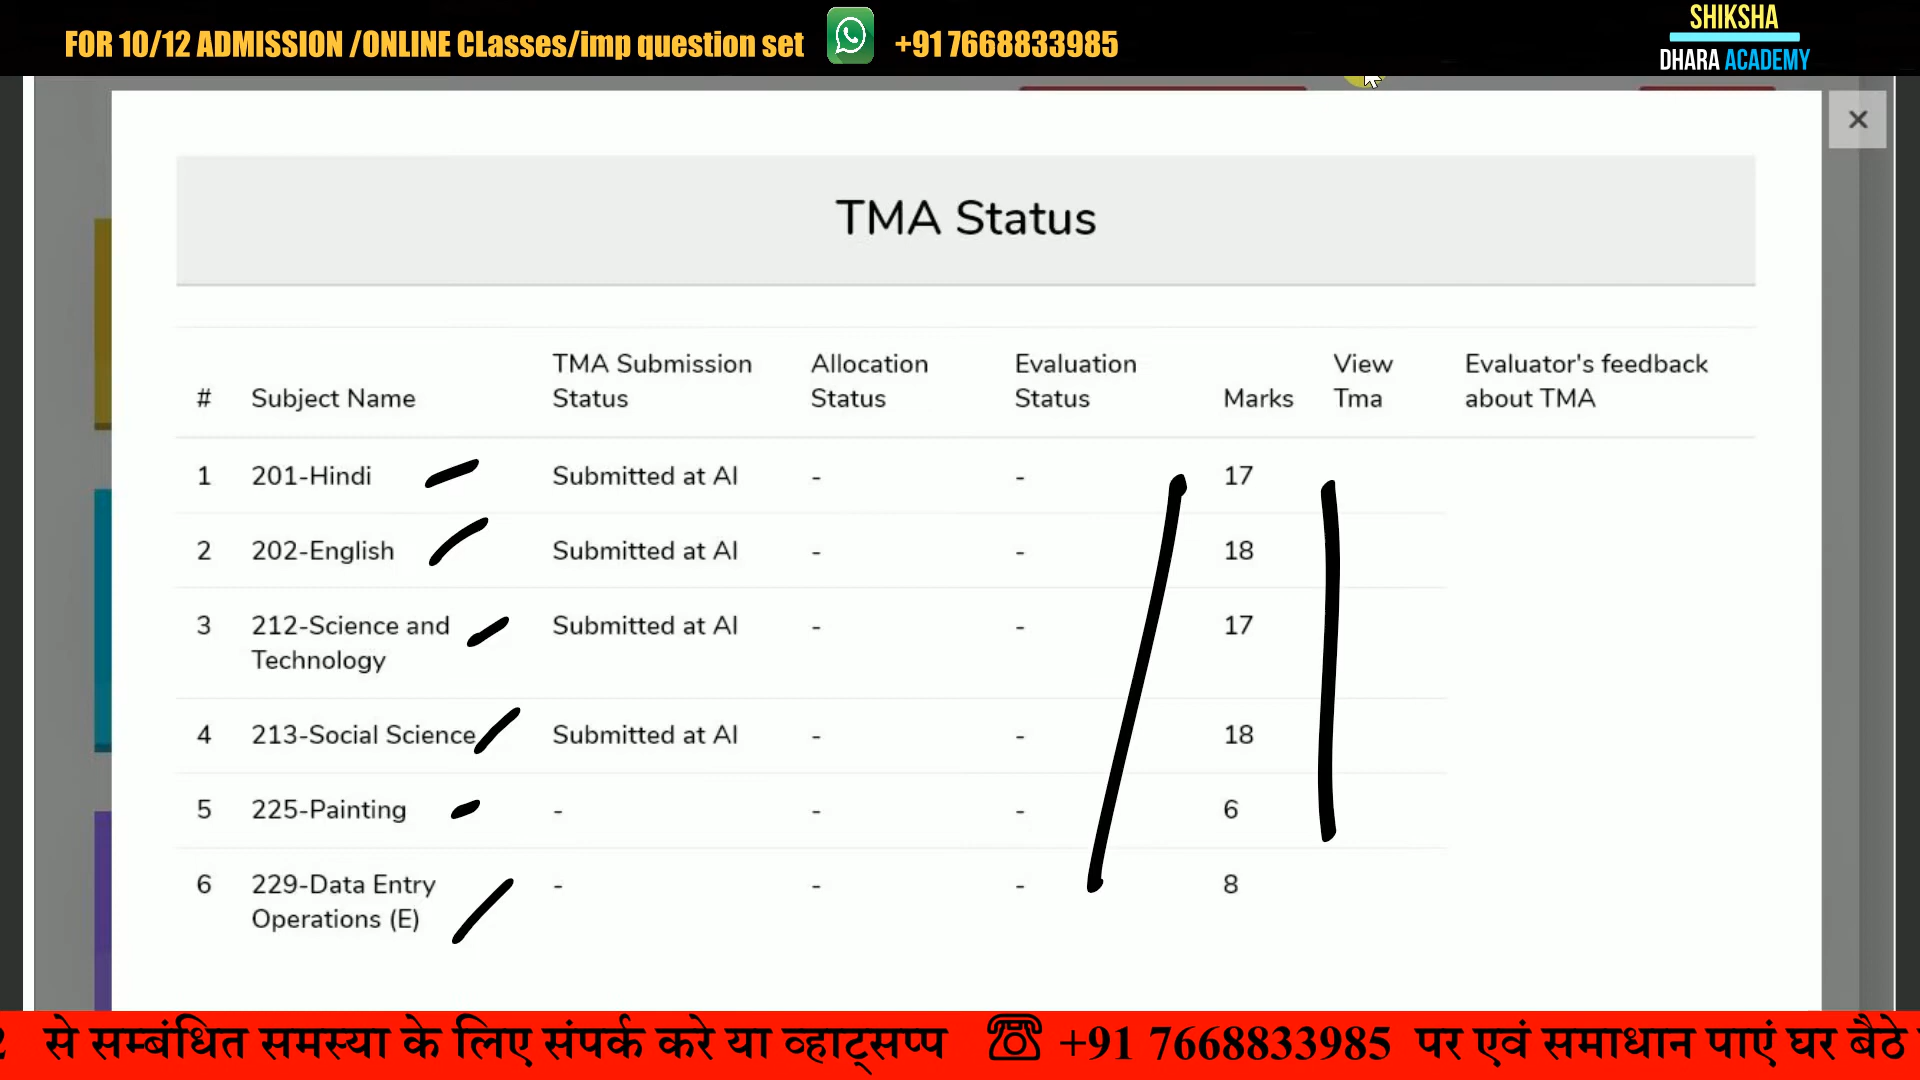 FOR 10/12 ADMISSION /ONLINE CLasses/imp question set +91 7668833985
SHIKSHA
DHARA ACADEMY
×
TMA Status
# Subject Name TMA Submission Status Allocation Status Evaluation Status Marks View Tma Evaluator's feedback about TMA
1 201-Hindi Submitted at AI - - 17
2 202-English Submitted at AI - - 18
3 212-Science and Technology Submitted at AI - - 17
4 213-Social Science Submitted at AI - - 18
5 225-Painting - - - 6
6 229-Data Entry Operations (E) - - - 8
से सम्बंधित समस्या के लिए संपर्क करे या व्हाट्सप्प +91 7668833985 पर एवं समाधान पाएं घर बैठे